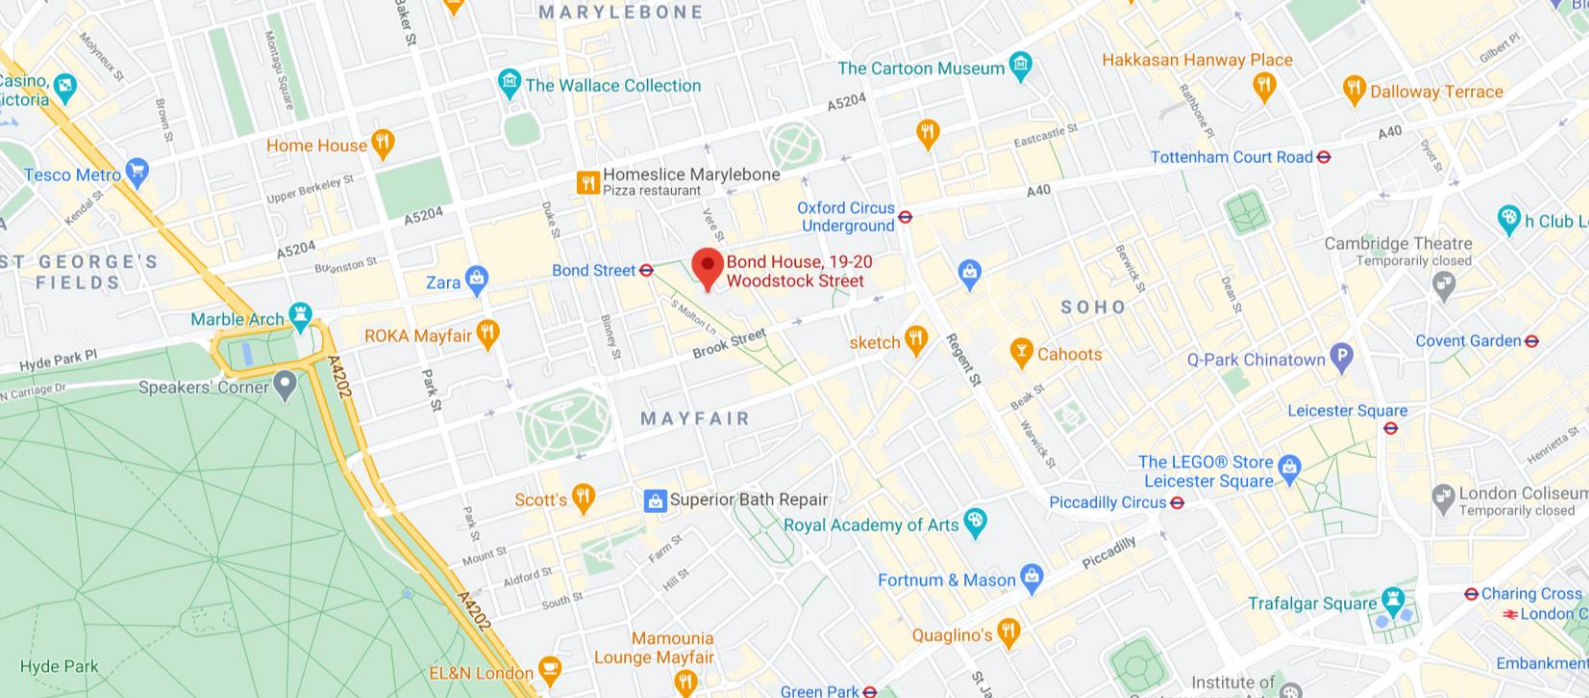 MARYLEBONE
Baker St
Molyneux St
Montagu Square
Gilbert Pl
Hakkasan Hanway Place
The Cartoon Museum
Casino,
ictoria
The Wallace Collection
Dalloway Terrace
Brown St
A5204
Rathbone Pl
Eastcastle St
A40
Home House
Dyott St
Tottenham Court Road
Tesco Metro
Homeslice Marylebone
Pizza restaurant
Upper Berkeley St
A40
Kendal St
A5204
Duke St
Vere St
Oxford Circus
Underground
h Club L
A5204
Cambridge Theatre
Temporarily closed
ST GEORGE'S
FIELDS
Berwick St
Bond House, 19-20
Woodstock Street
Bond Street
Zara
Dean St
SOHO
Marble Arch
S Molton Ln
ROKA Mayfair
Binney St
Brook Street
sketch
Regent St
Cahoots
Covent Garden
Q-Park Chinatown
Hyde Park Pl
N Carriage Dr
Speakers' Corner
A4202
Park St
Beak St
Leicester Square
MAYFAIR
Warwick St
Henrietta St
The LEGO® Store
Leicester Square
Scott's
Superior Bath Repair
London Coliseum
Temporarily closed
Piccadilly Circus
Park St
Royal Academy of Arts
Mount St
Farm St
Piccadilly
Aldford St
Hill St
Fortnum & Mason
South St
A4202
Trafalgar Square
Charing Cross
London C
Quaglino's
Mamounia
Lounge Mayfair
Hyde Park
EL&N London
Embankment
St Ja
Green Park
Institute of